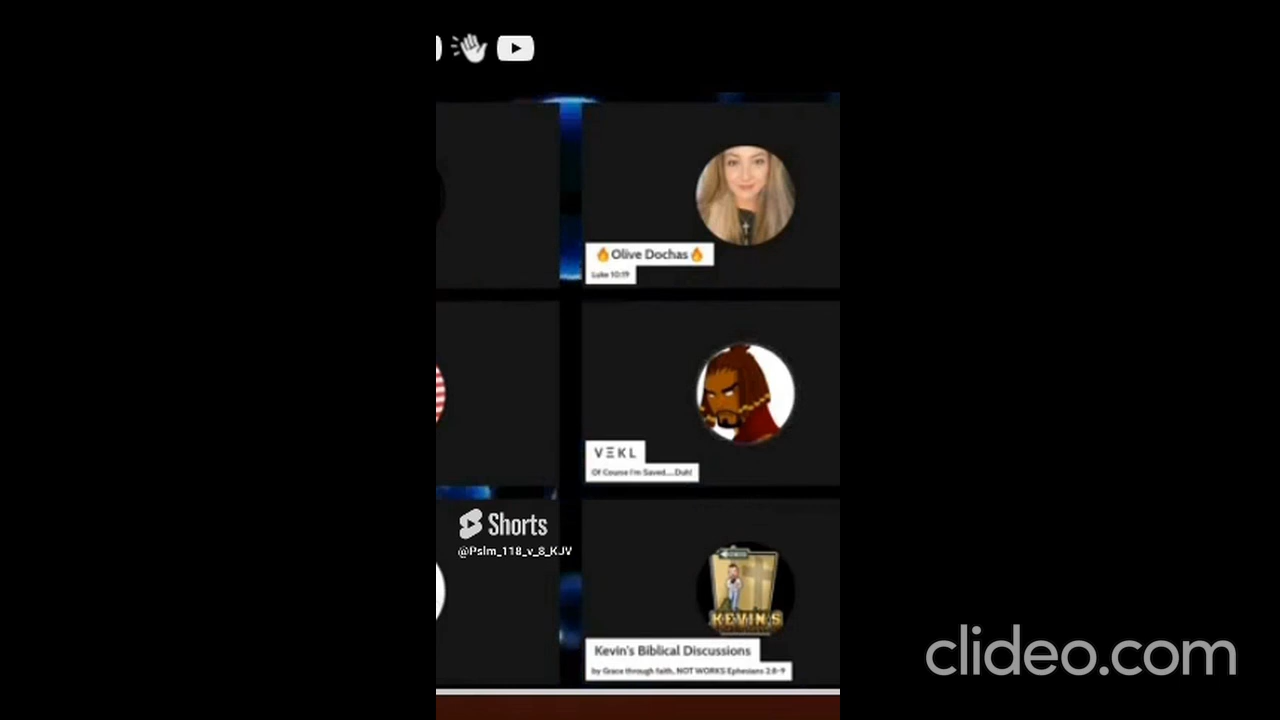 🔥Olive Dochas🔥
Luke 10:19
VΞKL
Of Course I'm Saved....Duh!
Shorts
@Pslm_118_v_8_KJV
KEVIN'S
Kevin's Biblical Discussions
by Grace through faith, NOT WORKS Ephesians 2:8-9
clideo.com